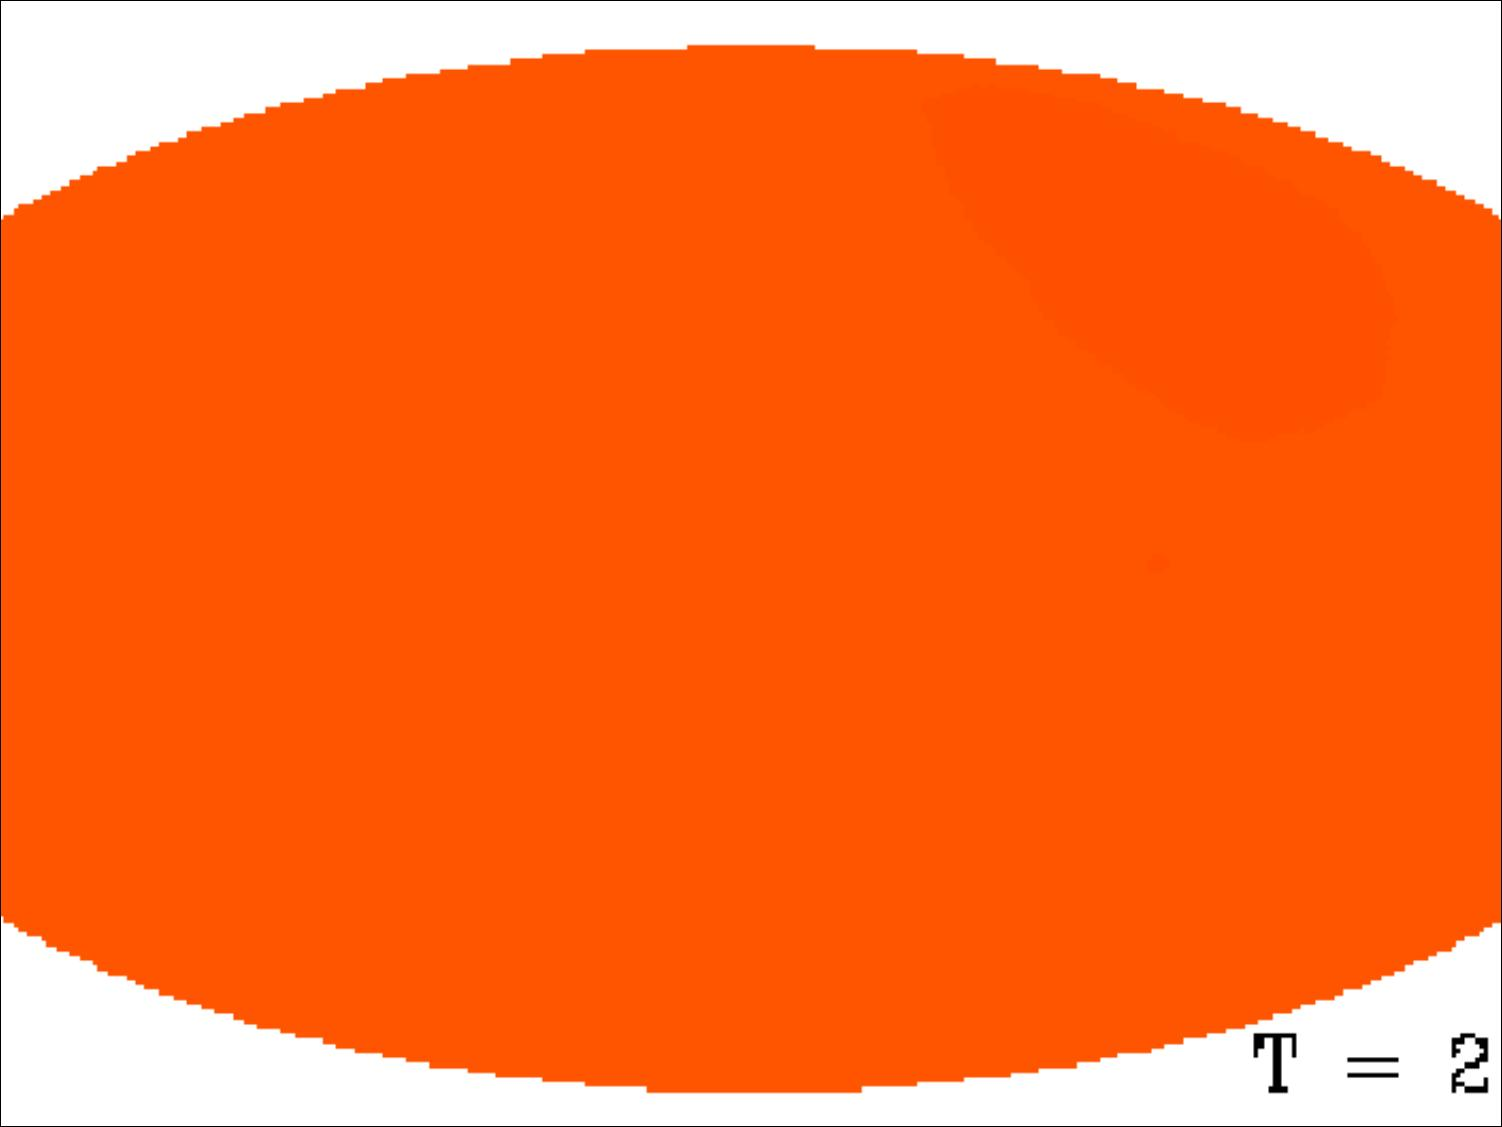 T = 2